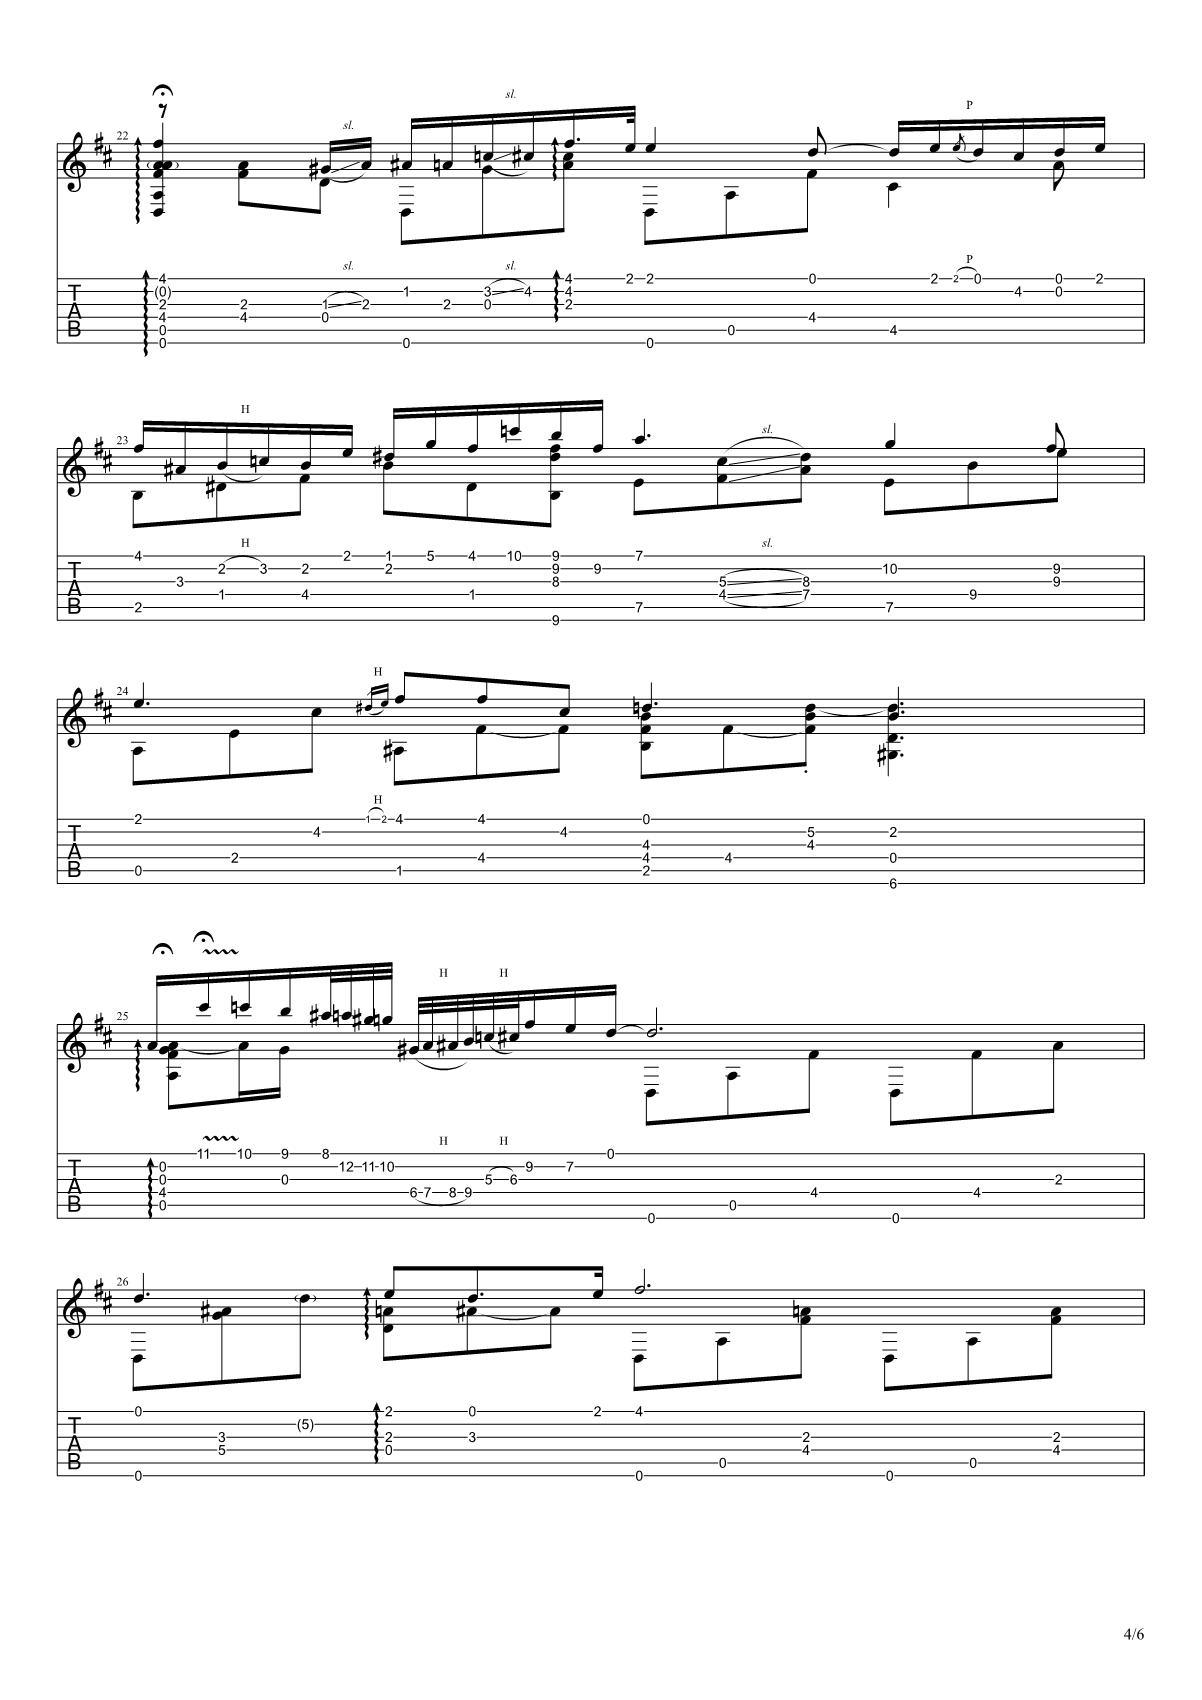 sl.
sl.
P
22
sl.
sl.
P
4 4 2 2 0 2 2 0 0 2
(0) 1 3 4 4 4 0
T
2 2 1 2 2 0 2
A
4 4 0 4
B
0 0 4
0 0 0
H
sl.
23
H
sl.
4 2 1 5 4 10 9 7
T
2 3 2 2 9 9 10 9
A
3 8 5 8 9
1 4 1 4 7 9
B
2 7 7
9
H
24
H
2 1 2 4 4 0
T
4 4 5 2
A
4 4
2 4 4 4 0
B
0 1 2
6
H H
25
H H
11 10 9 8 0
T
0 12 11 10 9 7
A
0 0 5 6 2
4 6 7 8 9 4 4
B
0 0
0 0
26
0 2 0 2 4
T
(5)
A
3 2 3 2 2
5 0 4 4
B
0 0
0 0 0
4/6